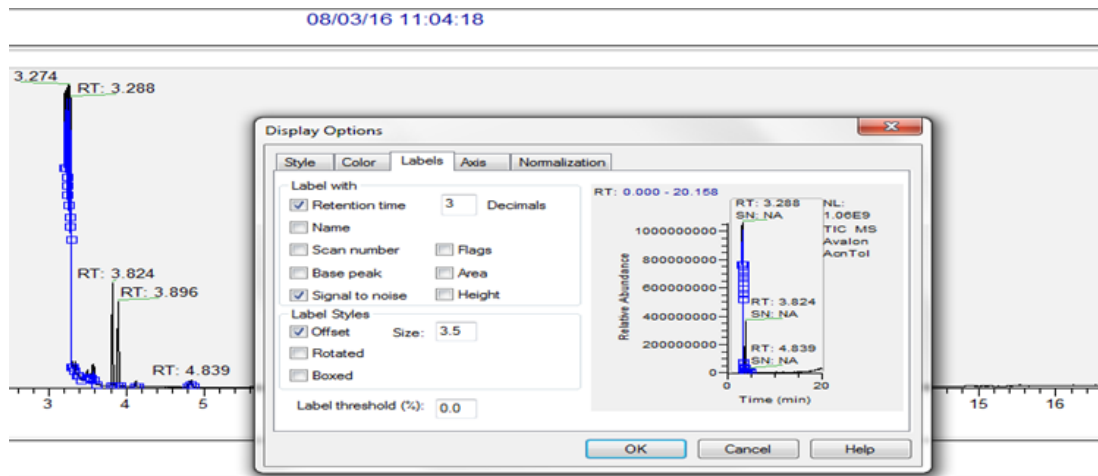 08/03/16 11:04:18
3.274
RT: 3.288
RT: 3.824
RT: 3.896
RT: 4.839
3 4 5 15 16
Display Options
Style Color Labels Axis Normalization
Label with
Retention time 3 Decimals
Name
Scan number Flags
Base peak Area
Signal to noise Height
Label Styles
Offset Size: 3.5
Rotated
Boxed
Label threshold (%): 0.0
RT: 0.000 - 20.158
RT: 3.288 NL:
SN: NA 1.06E9
TIC MS
Avalon
AcnTol
1000000000
800000000
600000000
400000000
200000000
0
Relative Abundance
RT: 3.824
SN: NA
RT: 4.839
SN: NA
0 20
Time (min)
OK Cancel Help